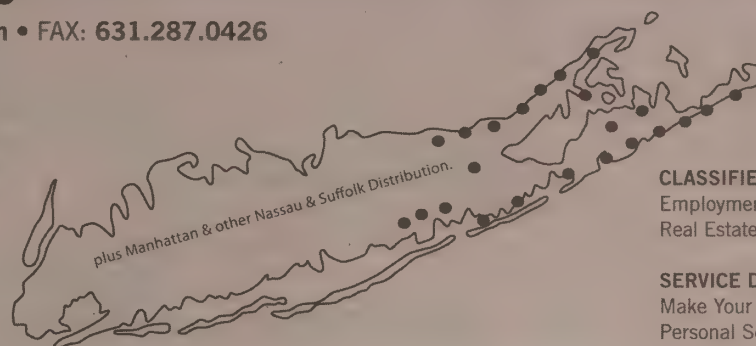 n • FAX: 631.287.0426
plus Manhattan & other Nassau & Suffolk Distribution.
CLASSIFIE
Employmen
Real Estate
SERVICE D
Make Your
Personal Se